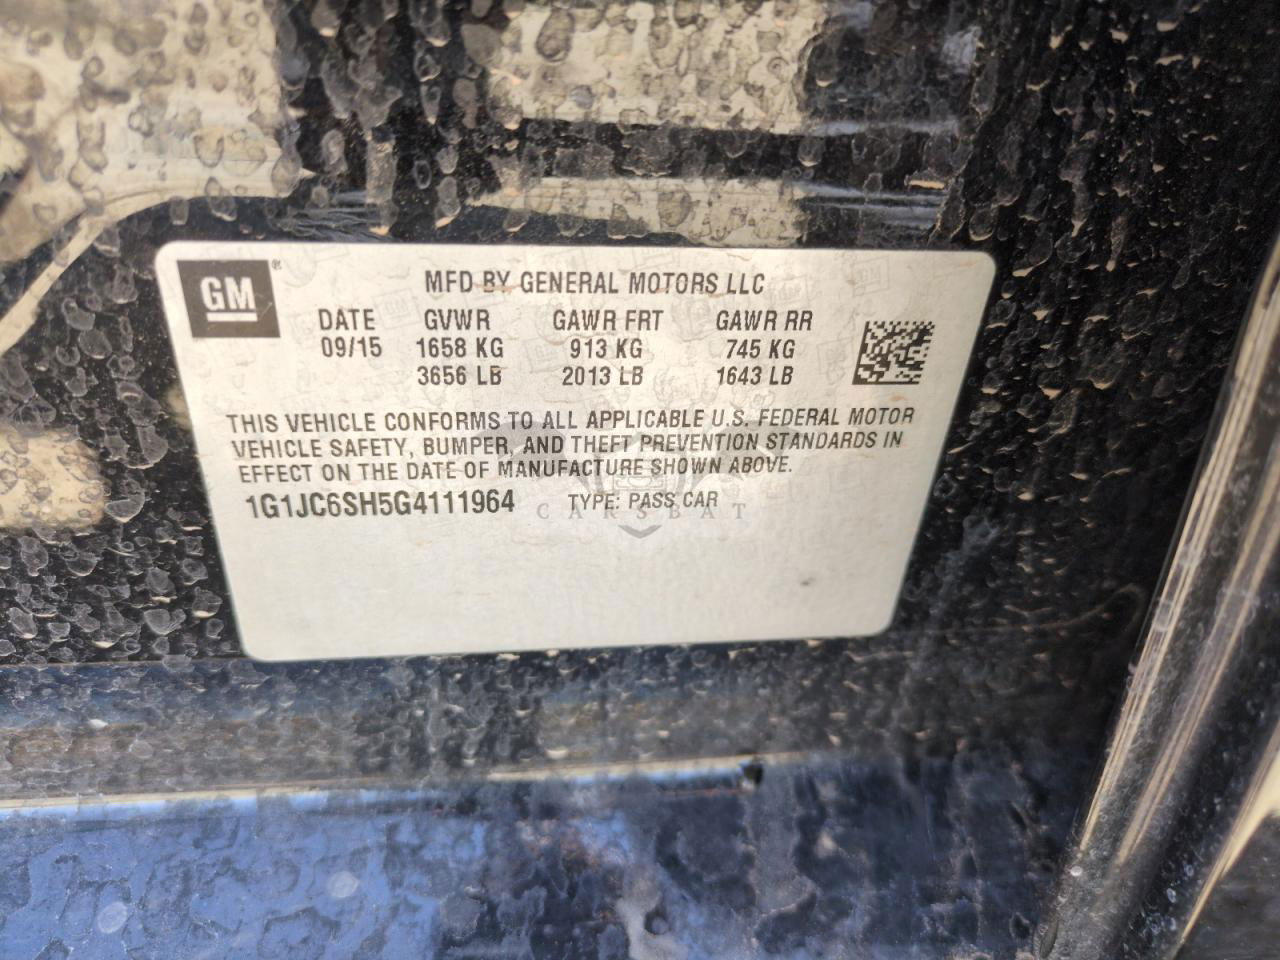 GM®
MFD BY GENERAL MOTORS LLC
DATE GVWR GAWR FRT GAWR RR
09/15 1658 KG 913 KG 745 KG
3656 LB 2013 LB 1643 LB
THIS VEHICLE CONFORMS TO ALL APPLICABLE U.S. FEDERAL MOTOR
VEHICLE SAFETY, BUMPER, AND THEFT PREVENTION STANDARDS IN
EFFECT ON THE DATE OF MANUFACTURE SHOWN ABOVE.
1G1JC6SH5G4111964 TYPE: PASS CAR
CARSBAT